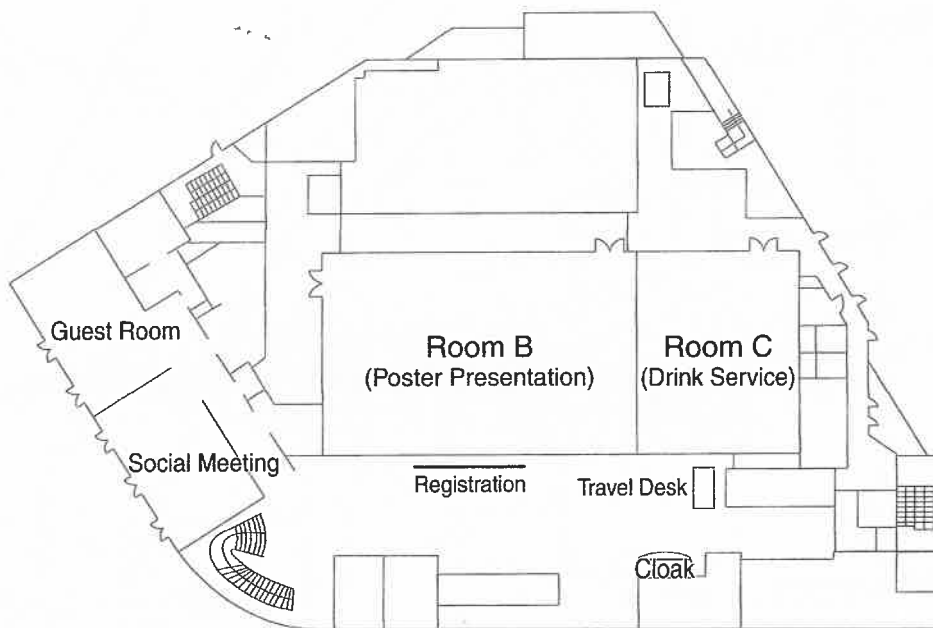 Guest Room
Room B
(Poster Presentation)
Room C
(Drink Service)
Social Meeting
Registration
Travel Desk
Cloak